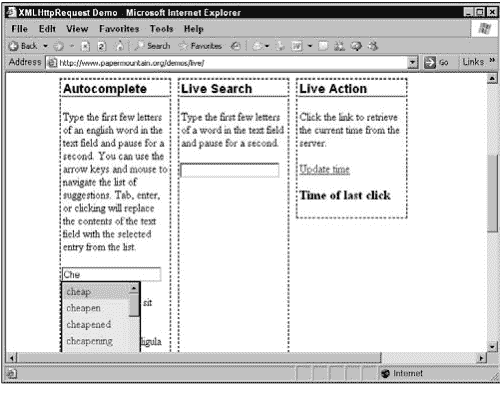 XMLHttpRequest Demo - Microsoft Internet Explorer
File Edit View Favorites Tools Help
Back Search Favorites
Address http://www.papermountain.org/demos/live/ Go Links »
Autocomplete
Type the first few letters
of an english word in the
text field and pause for a
second. You can use the
arrow keys and mouse to
navigate the list of
suggestions. Tab, enter,
or clicking will replace
the contents of the text
field with the selected
entry from the list.
Che
cheap
cheapen
cheapened
cheapening
sit
ligula
Live Search
Type the first few letters
of a word in the text field
and pause for a second.
Live Action
Click the link to retrieve
the current time from the
server.
Update time
Time of last click
Internet